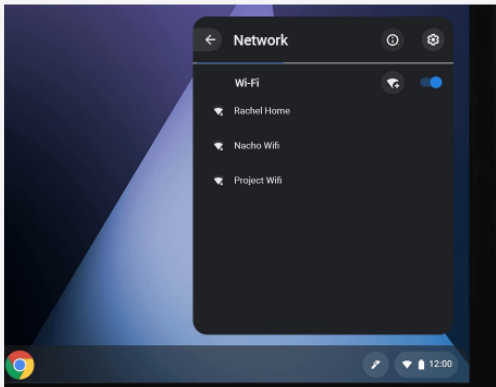 Network
Wi-Fi
Rachel Home
Nacho Wifi
Project Wifi
12:00